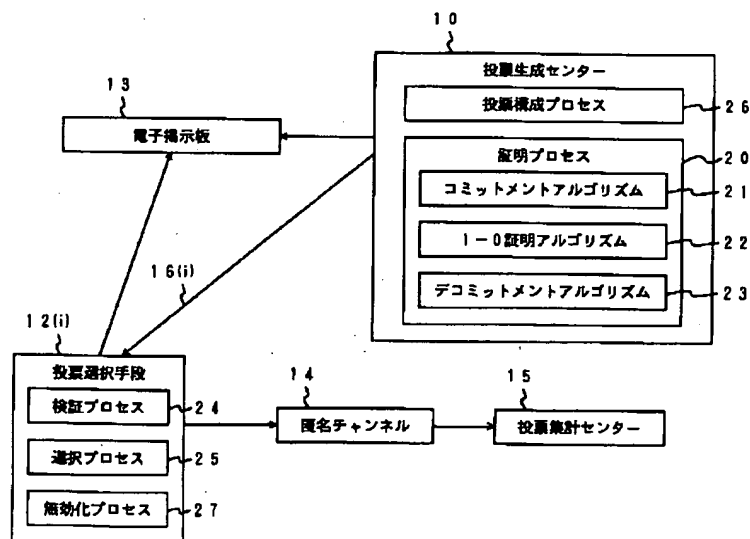 10
投票生成センター
投票構成プロセス
26
13
電子掲示板
証明プロセス
20
コミットメントアルゴリズム
21
1-0証明アルゴリズム
22
デコミットメントアルゴリズム
23
16(i)
12(i)
投票選択手段
検証プロセス
24
選択プロセス
25
無効化プロセス
27
14
匿名チャンネル
15
投票集計センター